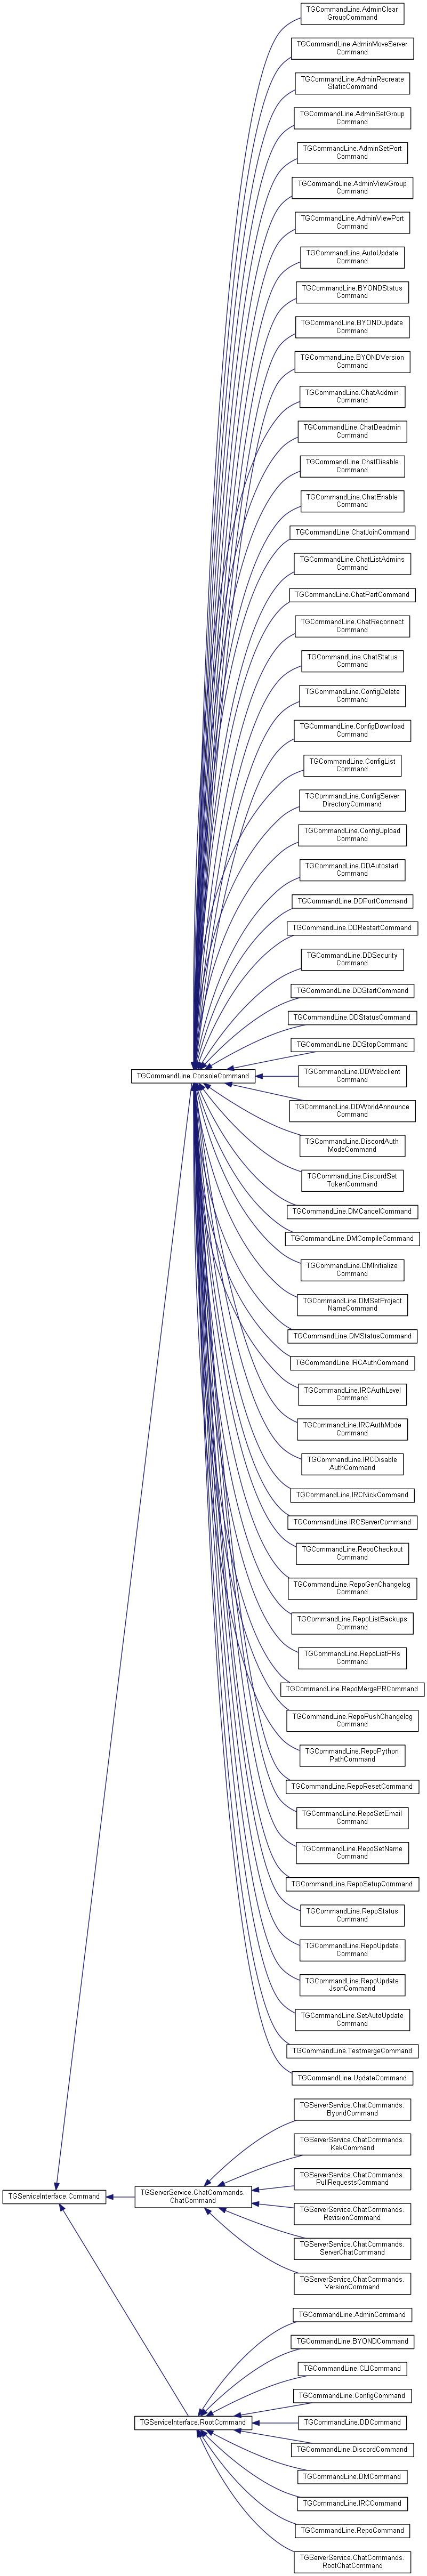 TGCommandLine.AdminClear
GroupCommand
TGCommandLine.AdminMoveServer
Command
TGCommandLine.AdminRecreate
StaticCommand
TGCommandLine.AdminSetGroup
Command
TGCommandLine.AdminSetPort
Command
TGCommandLine.AdminViewGroup
Command
TGCommandLine.AdminViewPort
Command
TGCommandLine.AutoUpdate
Command
TGCommandLine.BYONDStatus
Command
TGCommandLine.BYONDUpdate
Command
TGCommandLine.BYONDVersion
Command
TGCommandLine.ChatAddmin
Command
TGCommandLine.ChatDeadmin
Command
TGCommandLine.ChatDisable
Command
TGCommandLine.ChatEnable
Command
TGCommandLine.ChatJoinCommand
TGCommandLine.ChatListAdmins
Command
TGCommandLine.ChatPartCommand
TGCommandLine.ChatReconnect
Command
TGCommandLine.ChatStatus
Command
TGCommandLine.ConfigDelete
Command
TGCommandLine.ConfigDownload
Command
TGCommandLine.ConfigList
Command
TGCommandLine.ConfigServer
DirectoryCommand
TGCommandLine.ConfigUpload
Command
TGCommandLine.DDAutostart
Command
TGCommandLine.DDPortCommand
TGCommandLine.DDRestartCommand
TGCommandLine.DDSecurity
Command
TGCommandLine.DDStartCommand
TGCommandLine.DDStatusCommand
TGCommandLine.DDStopCommand
TGCommandLine.ConsoleCommand
TGCommandLine.DDWebclient
Command
TGCommandLine.DDWorldAnnounce
Command
TGCommandLine.DiscordAuth
ModeCommand
TGCommandLine.DiscordSet
TokenCommand
TGCommandLine.DMCancelCommand
TGCommandLine.DMCompileCommand
TGCommandLine.DMInitialize
Command
TGCommandLine.DMSetProject
NameCommand
TGCommandLine.DMStatusCommand
TGCommandLine.IRCAuthCommand
TGCommandLine.IRCAuthLevel
Command
TGCommandLine.IRCAuthMode
Command
TGCommandLine.IRCDisable
AuthCommand
TGCommandLine.IRCNickCommand
TGCommandLine.IRCServerCommand
TGCommandLine.RepoCheckout
Command
TGCommandLine.RepoGenChangelog
Command
TGCommandLine.RepoListBackups
Command
TGCommandLine.RepoListPRs
Command
TGCommandLine.RepoMergePRCommand
TGCommandLine.RepoPushChangelog
Command
TGCommandLine.RepoPython
PathCommand
TGCommandLine.RepoResetCommand
TGCommandLine.RepoSetEmail
Command
TGCommandLine.RepoSetName
Command
TGCommandLine.RepoSetupCommand
TGCommandLine.RepoStatus
Command
TGCommandLine.RepoUpdate
Command
TGCommandLine.RepoUpdate
JsonCommand
TGCommandLine.SetAutoUpdate
Command
TGCommandLine.TestmergeCommand
TGCommandLine.UpdateCommand
TGServerService.ChatCommands.
ByondCommand
TGServerService.ChatCommands.
KekCommand
TGServerService.ChatCommands.
PullRequestsCommand
TGServiceInterface.Command
TGServerService.ChatCommands.
ChatCommand
TGServerService.ChatCommands.
RevisionCommand
TGServerService.ChatCommands.
ServerChatCommand
TGServerService.ChatCommands.
VersionCommand
TGCommandLine.AdminCommand
TGCommandLine.BYONDCommand
TGCommandLine.CLICommand
TGCommandLine.ConfigCommand
TGServiceInterface.RootCommand
TGCommandLine.DDCommand
TGCommandLine.DiscordCommand
TGCommandLine.DMCommand
TGCommandLine.IRCCommand
TGCommandLine.RepoCommand
TGServerService.ChatCommands.
RootChatCommand